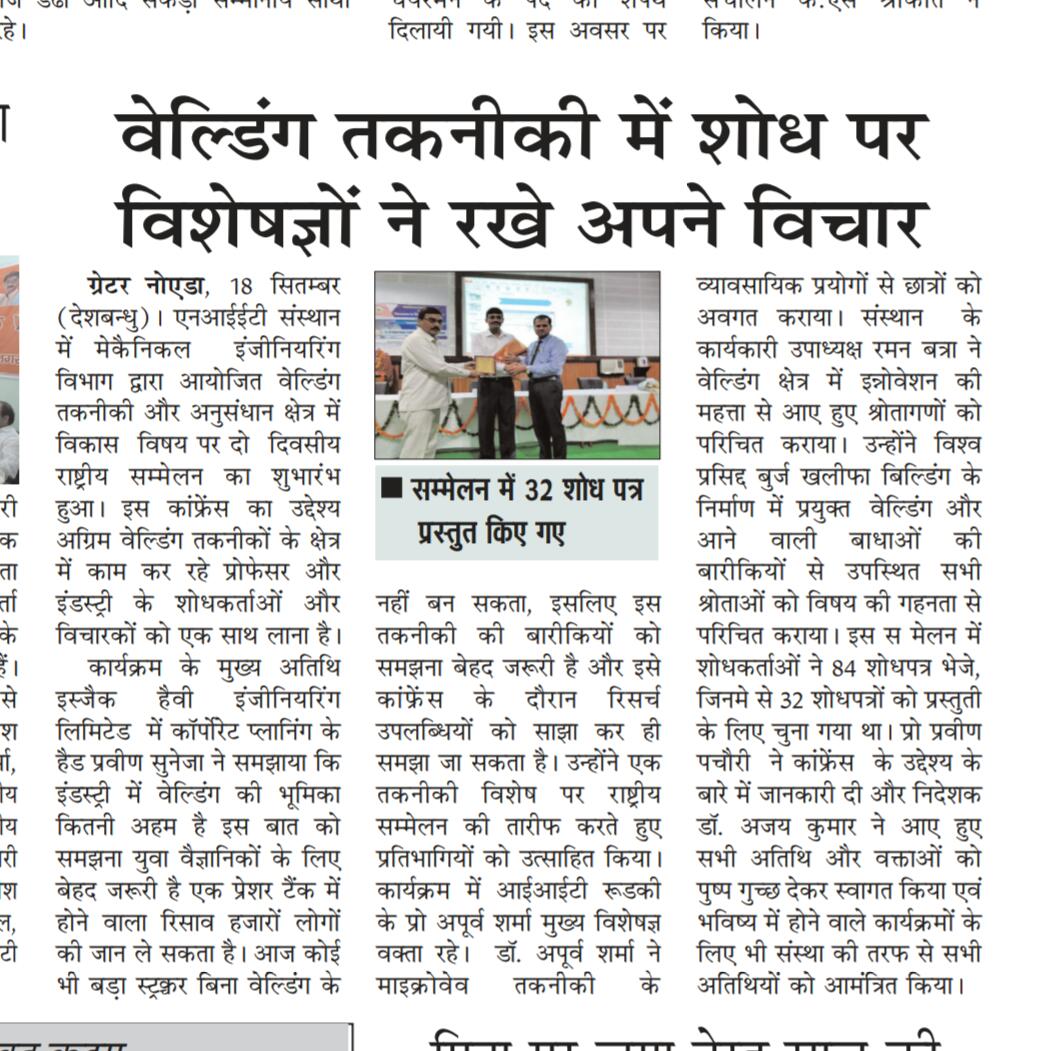 रहे।
दिलायी गयी। इस अवसर पर
किया।
वेल्डिंग तकनीकी में शोध पर
विशेषज्ञों ने रखे अपने विचार
ग्रेटर नोएडा, 18 सितम्बर
(देशबन्धु)। एनआईईटी संस्थान
में मेकैनिकल इंजीनियरिंग
विभाग द्वारा आयोजित वेल्डिंग
तकनीकी और अनुसंधान क्षेत्र में
विकास विषय पर दो दिवसीय
राष्ट्रीय सम्मेलन का शुभारंभ
हुआ। इस कांफ्रेंस का उद्देश्य
अग्रिम वेल्डिंग तकनीकों के क्षेत्र
में काम कर रहे प्रोफेसर और
इंडस्ट्री के शोधकर्ताओं और
विचारकों को एक साथ लाना है।
कार्यक्रम के मुख्य अतिथि
इस्जैक हैवी इंजीनियरिंग
लिमिटेड में कॉर्पोरेट प्लानिंग के
हैड प्रवीण सुनेजा ने समझाया कि
इंडस्ट्री में वेल्डिंग की भूमिका
कितनी अहम है इस बात को
समझना युवा वैज्ञानिकों के लिए
बेहद जरूरी है एक प्रेशर टैंक में
होने वाला रिसाव हजारों लोगों
की जान ले सकता है। आज कोई
भी बड़ा स्ट्रक्चर बिना वेल्डिंग के
■ सम्मेलन में 32 शोध पत्र
प्रस्तुत किए गए
नहीं बन सकता, इसलिए इस
तकनीकी की बारीकियों को
समझना बेहद जरूरी है और इसे
कांफ्रेंस के दौरान रिसर्च
उपलब्धियों को साझा कर ही
समझा जा सकता है। उन्होंने एक
तकनीकी विशेष पर राष्ट्रीय
सम्मेलन की तारीफ करते हुए
प्रतिभागियों को उत्साहित किया।
कार्यक्रम में आईआईटी रूडकी
के प्रो अपूर्व शर्मा मुख्य विशेषज्ञ
वक्ता रहे। डॉ. अपूर्व शर्मा ने
माइक्रोवेव तकनीकी के
व्यावसायिक प्रयोगों से छात्रों को
अवगत कराया। संस्थान के
कार्यकारी उपाध्यक्ष रमन बत्रा ने
वेल्डिंग क्षेत्र में इन्नोवेशन की
महत्ता से आए हुए श्रोतागणों को
परिचित कराया। उन्होंने विश्व
प्रसिद्द बुर्ज खलीफा बिल्डिंग के
निर्माण में प्रयुक्त वेल्डिंग और
आने वाली बाधाओं की
बारीकियों से उपस्थित सभी
श्रोताओं को विषय की गहनता से
परिचित कराया। इस स मेलन में
शोधकर्ताओं ने 84 शोधपत्र भेजे,
जिनमे से 32 शोधपत्रों को प्रस्तुती
के लिए चुना गया था। प्रो प्रवीण
पचौरी ने कांफ्रेंस के उद्देश्य के
बारे में जानकारी दी और निदेशक
डॉ. अजय कुमार ने आए हुए
सभी अतिथि और वक्ताओं को
पुष्प गुच्छ देकर स्वागत किया एवं
भविष्य में होने वाले कार्यक्रमों के
लिए भी संस्था की तरफ से सभी
अतिथियों को आमंत्रित किया।